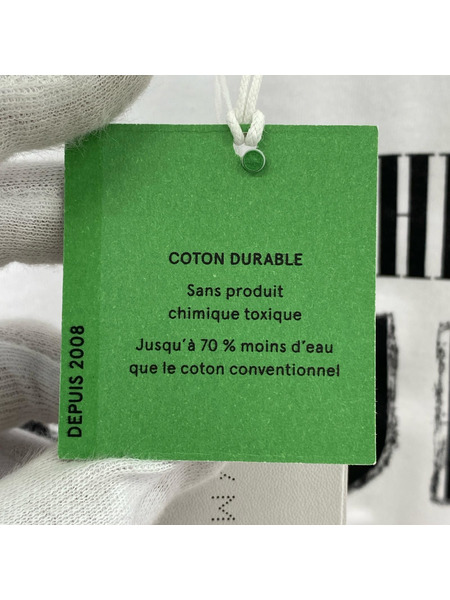 COTON DURABLE
Sans produit
chimique toxique
Jusqu'à 70 % moins d'eau
que le coton conventionnel
DEPUIS 2008